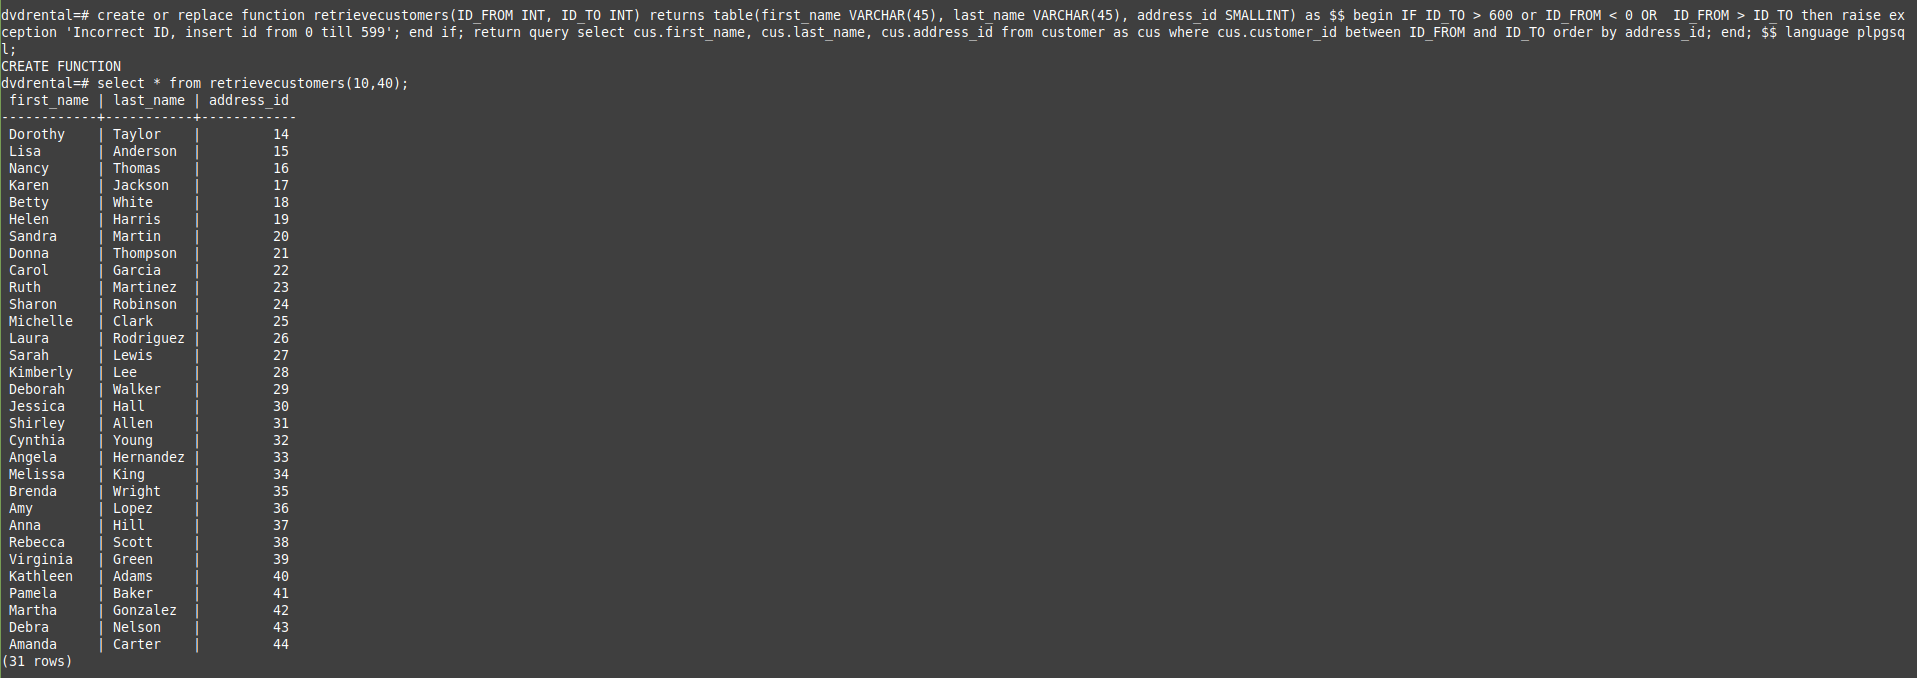 dvdrental=# create or replace function retrievecustomers(ID_FROM INT, ID_TO INT) returns table(first_name VARCHAR(45), last_name VARCHAR(45), address_id SMALLINT) as $$ begin IF ID_TO > 600 or ID_FROM < 0 OR  ID_FROM > ID_TO then raise ex
ception 'Incorrect ID, insert id from 0 till 599'; end if; return query select cus.first_name, cus.last_name, cus.address_id from customer as cus where cus.customer_id between ID_FROM and ID_TO order by address_id; end; $$ language plpgsq
l;
CREATE FUNCTION
dvdrental=# select * from retrievecustomers(10,40);
 first_name | last_name | address_id
------------+-----------+------------
 Dorothy    | Taylor    |         14
 Lisa       | Anderson  |         15
 Nancy      | Thomas    |         16
 Karen      | Jackson   |         17
 Betty      | White     |         18
 Helen      | Harris    |         19
 Sandra     | Martin    |         20
 Donna      | Thompson  |         21
 Carol      | Garcia    |         22
 Ruth       | Martinez  |         23
 Sharon     | Robinson  |         24
 Michelle   | Clark     |         25
 Laura      | Rodriguez |         26
 Sarah      | Lewis     |         27
 Kimberly   | Lee       |         28
 Deborah    | Walker    |         29
 Jessica    | Hall      |         30
 Shirley    | Allen     |         31
 Cynthia    | Young     |         32
 Angela     | Hernandez |         33
 Melissa    | King      |         34
 Brenda     | Wright    |         35
 Amy        | Lopez     |         36
 Anna       | Hill      |         37
 Rebecca    | Scott     |         38
 Virginia   | Green     |         39
 Kathleen   | Adams     |         40
 Pamela     | Baker     |         41
 Martha     | Gonzalez  |         42
 Debra      | Nelson    |         43
 Amanda     | Carter    |         44
(31 rows)